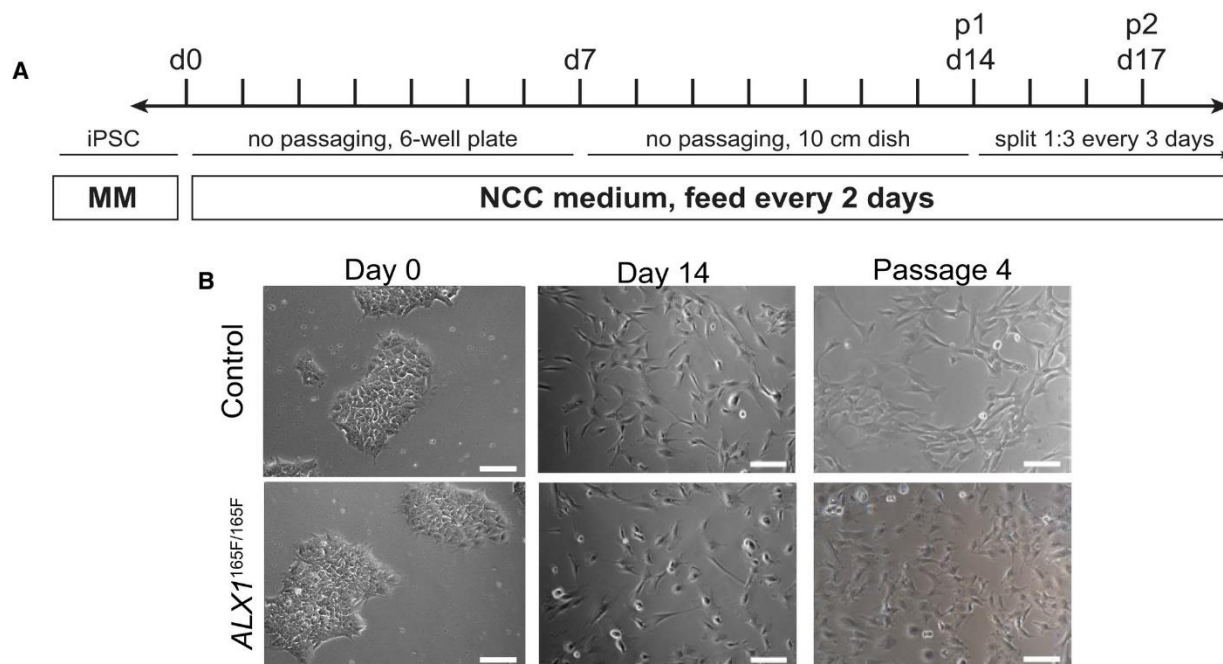 A
d0 d7 p1 d14 p2 d17
iPSC no passaging, 6-well plate no passaging, 10 cm dish split 1:3 every 3 days
MM NCC medium, feed every 2 days
B
Day 0 Day 14 Passage 4
Control
ALX1165F/165F